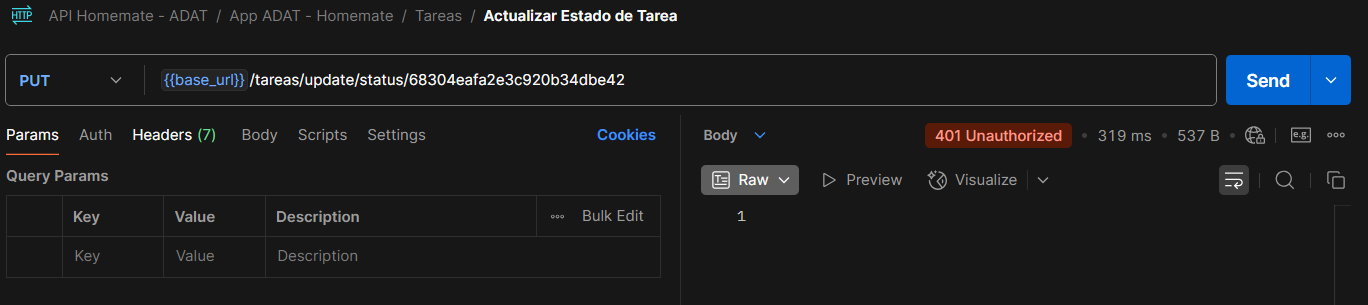 HTTP API Homemate - ADAT / App ADAT - Homemate / Tareas / Actualizar Estado de Tarea
PUT {{base_url}}/tareas/update/status/68304eafa2e3c920b34dbe42 Send
Params Auth Headers (7) Body Scripts Settings Cookies
Body 401 Unauthorized • 319 ms • 537 B e.g.
Query Params
Raw Preview Visualize
Key Value Description Bulk Edit
1
Key Value Description